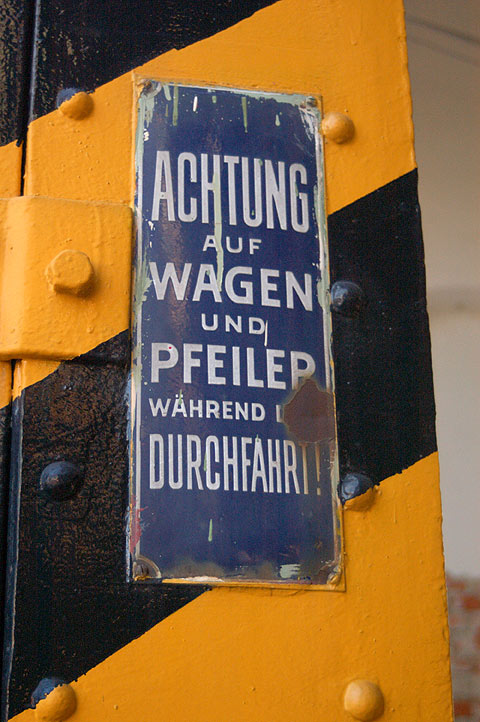 ACHTUNG
AUF
WAGEN
UND
PFEILER
WÄHREND
DURCHFAHRT!